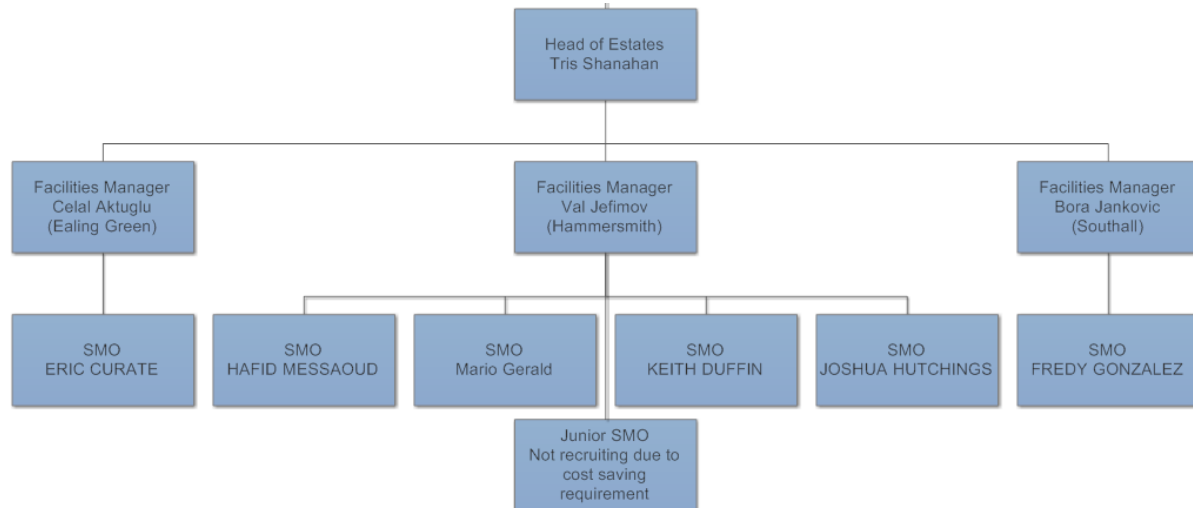 Head of Estates
Tris Shanahan
Facilities Manager
Celal Aktuglu
(Ealing Green)
Facilities Manager
Val Jefimov
(Hammersmith)
Facilities Manager
Bora Jankovic
(Southall)
SMO
ERIC CURATE
SMO
HAFID MESSAOUD
SMO
Mario Gerald
SMO
KEITH DUFFIN
SMO
JOSHUA HUTCHINGS
SMO
FREDY GONZALEZ
Junior SMO
Not recruiting due to
cost saving
requirement